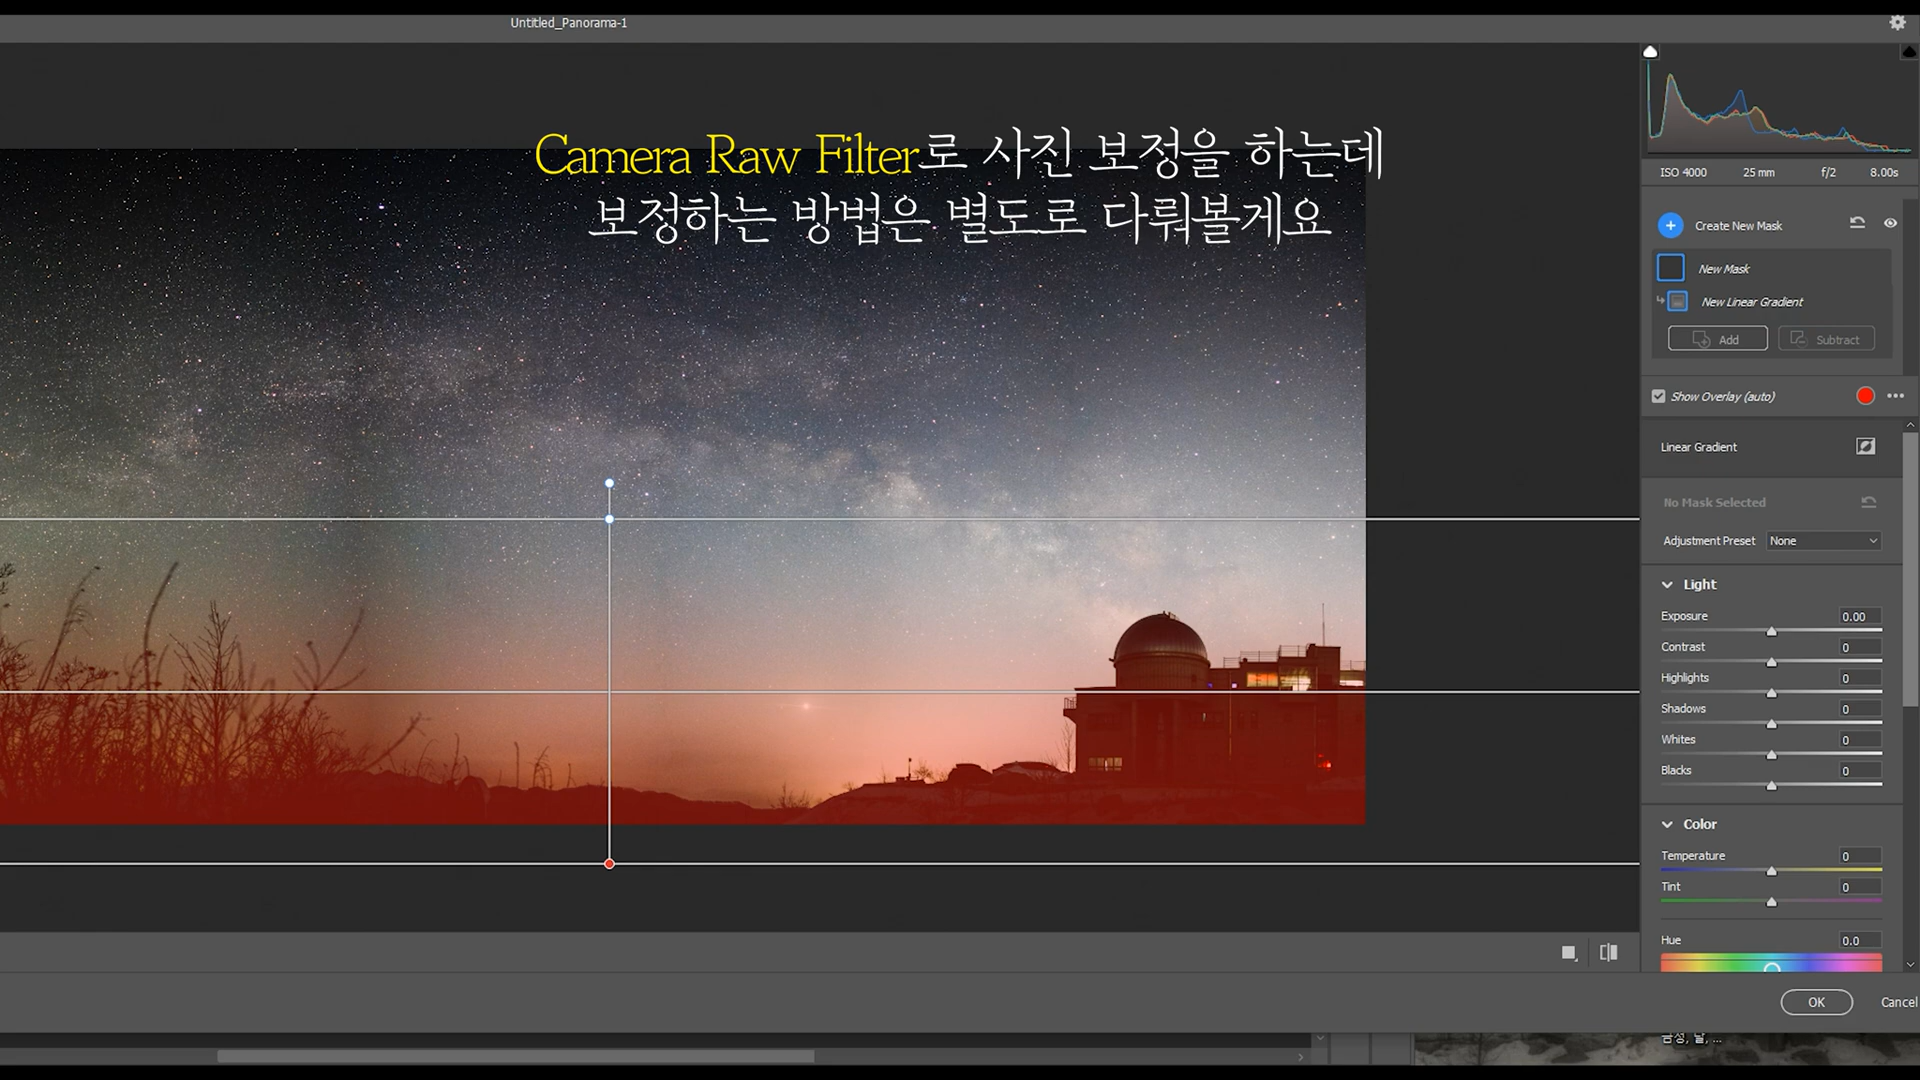 Untitled_Panorama-1
Camera Raw Filter로 사진 보정을 하는데
보정하는 방법은 별도로 다뤄볼게요
ISO 4000 25 mm f/2 8.00s
Create New Mask
New Mask
New Linear Gradient
Add Subtract
Show Overlay (auto)
Linear Gradient
No Mask Selected
Adjustment Preset None
Light
Exposure 0.00
Contrast 0
Highlights 0
Shadows 0
Whites 0
Blacks 0
Color
Temperature 0
Tint 0
Hue 0.0
OK Cancel
금성, 달, ...